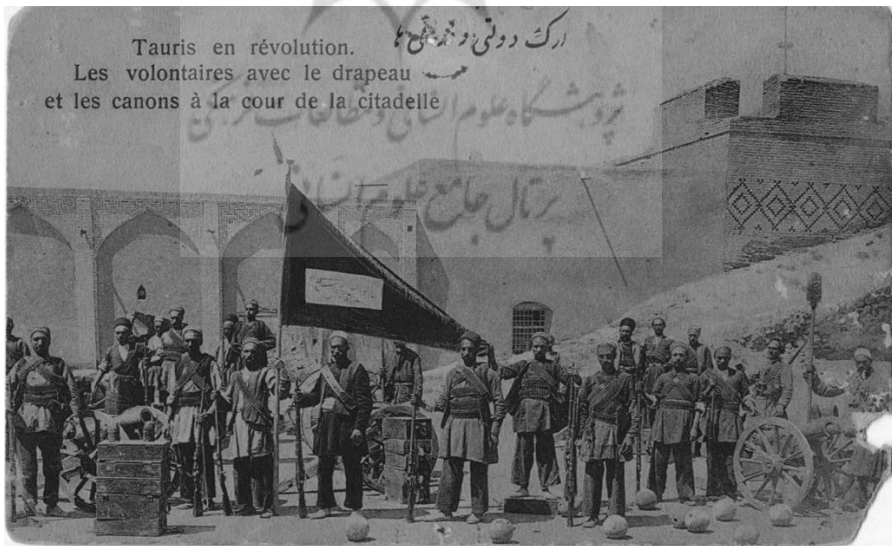 Tauris en révolution.
Les volontaires avec le drapeau
et les canons à la cour de la citadelle
ارک دولتی و
پژوهشگاه علوم انسانی و مطالعات فرهنگی
پرتال جامع علوم انسانی